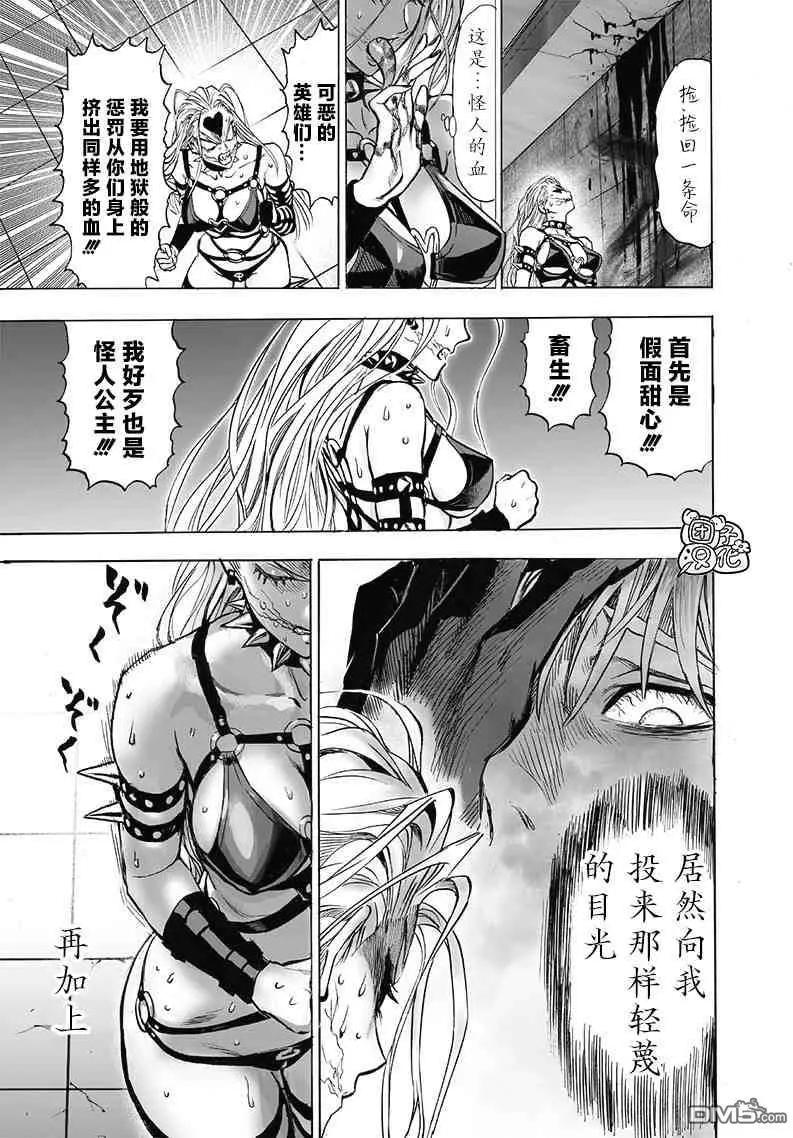 捡、捡回一条命
这是…怪人的血
可恶的
英雄们…
我要用地狱般的
惩罚从你们身上
挤出同样多的
血!!!
首先是
假面甜心!!!
畜生!!!
我好歹也是
怪人公主!!!
团子
汉化
居然向我
投来那样轻蔑
的目光
ぞくぞく
再加上
DM5.com